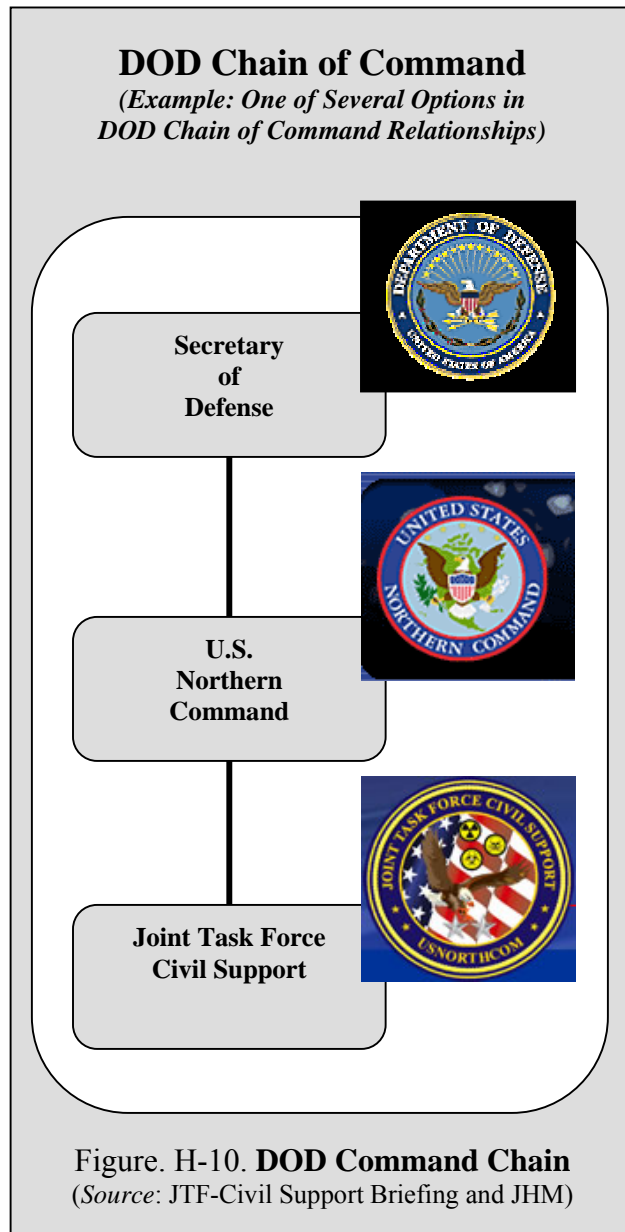 DOD Chain of Command
(Example: One of Several Options in
DOD Chain of Command Relationships)
DEPARTMENT OF DEFENSE
UNITED STATES OF AMERICA
Secretary
of
Defense
UNITED STATES
NORTHERN COMMAND
U.S.
Northern
Command
JOINT TASK FORCE CIVIL SUPPORT
USNORTHCOM
Joint Task Force
Civil Support
Figure. H-10. DOD Command Chain
(Source: JTF-Civil Support Briefing and JHM)